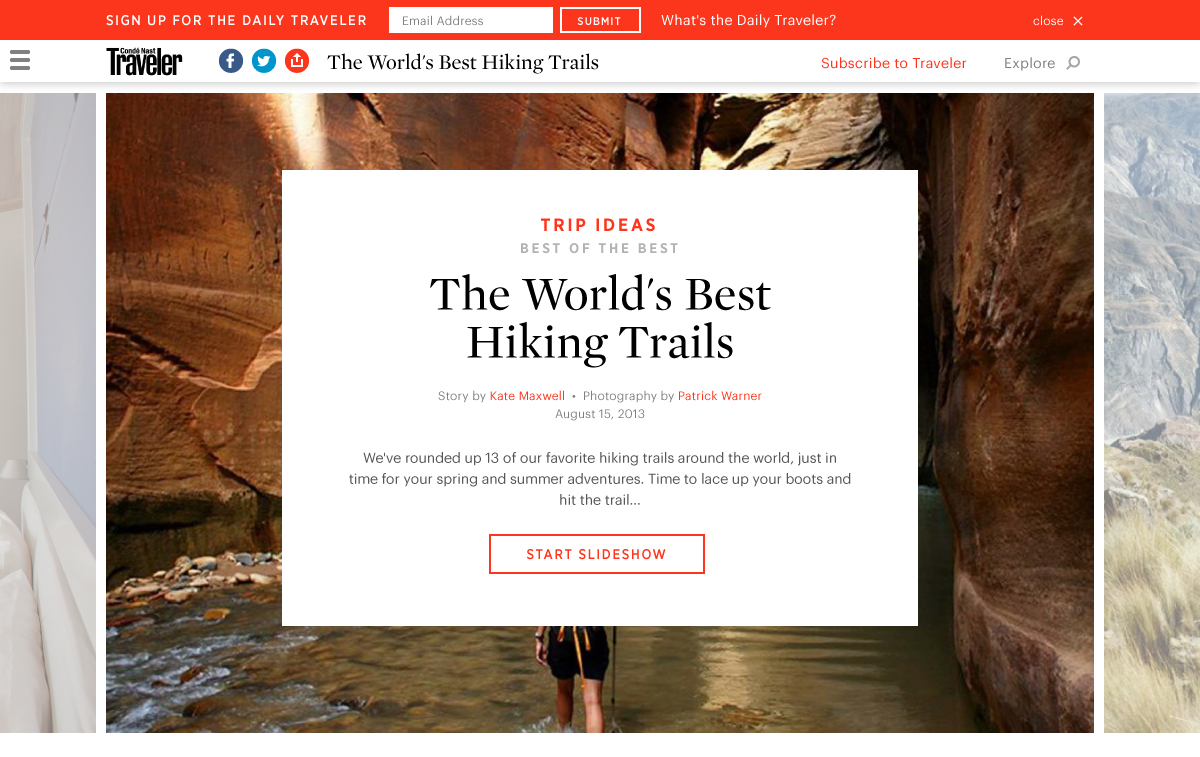 SIGN UP FOR THE DAILY TRAVELER
Email Address
SUBMIT
What's the Daily Traveler?
close
Condé Nast
Traveler
The World's Best Hiking Trails
Subscribe to Traveler
Explore
TRIP IDEAS
BEST OF THE BEST
The World's Best
Hiking Trails
Story by Kate Maxwell • Photography by Patrick Warner
August 15, 2013
We've rounded up 13 of our favorite hiking trails around the world, just in
time for your spring and summer adventures. Time to lace up your boots and
hit the trail...
START SLIDESHOW